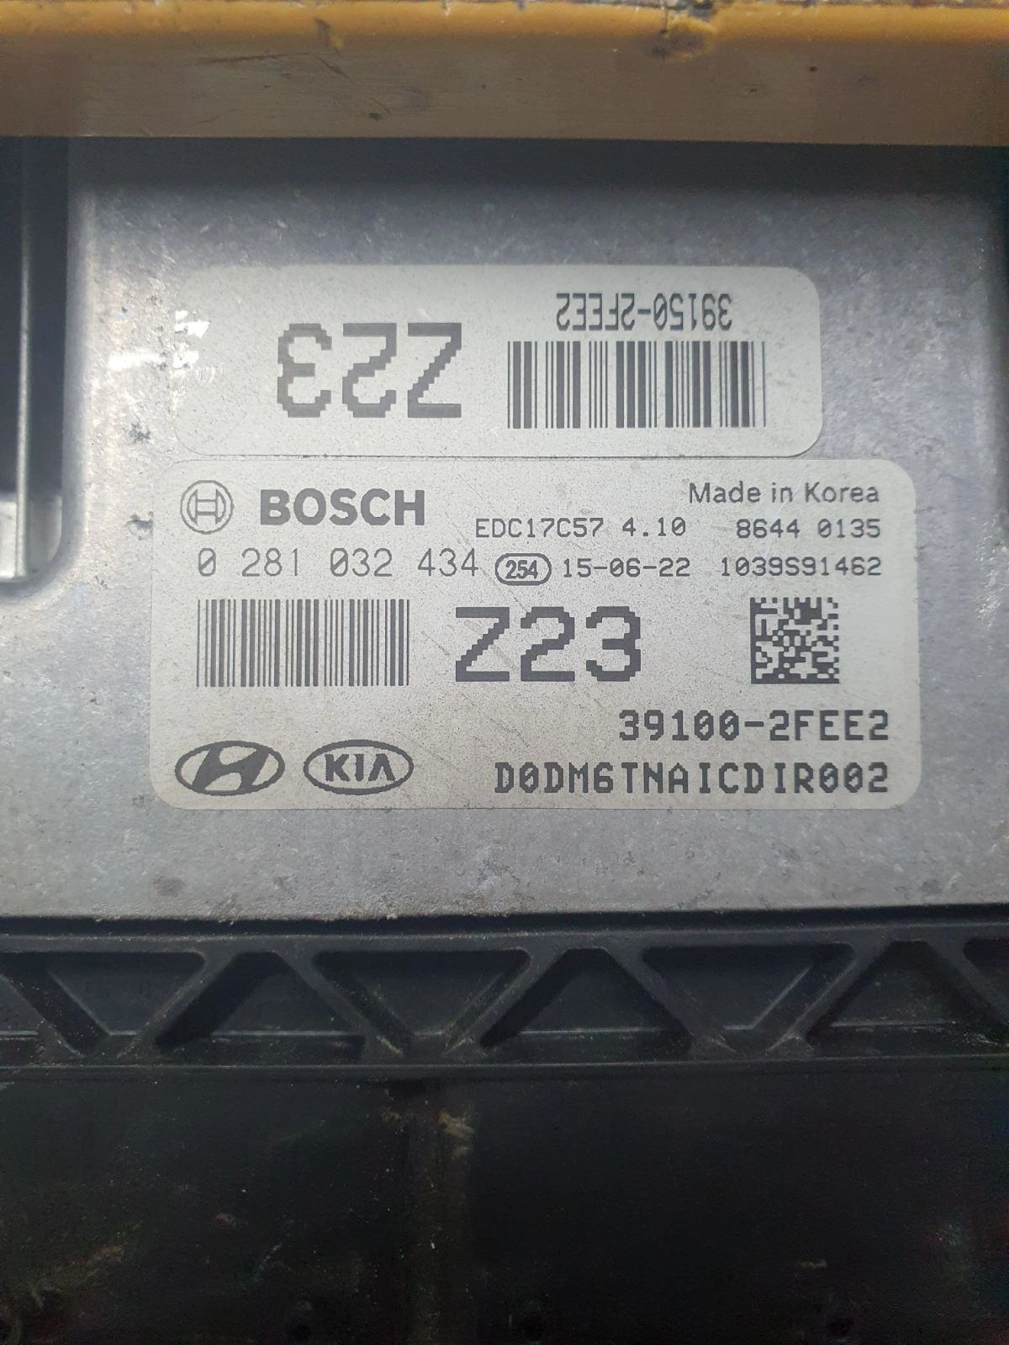 39150-2FEE2
Z23
BOSCH
Made in Korea
EDC17C57 4.10 8644 0135
0 281 032 434 254 15-06-22 1039S91462
Z23
39100-2FEE2
KIA D0DM6TNAICDIR002